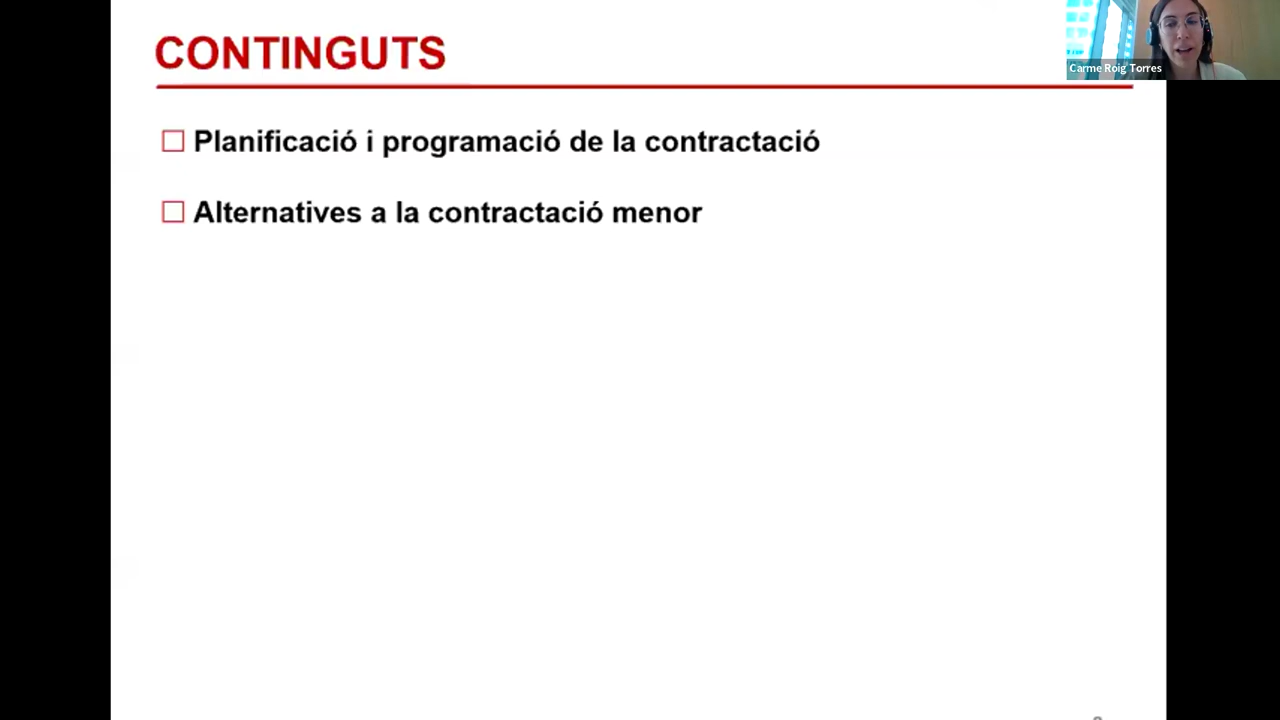 CONTINGUTS
Carme Roig Torres
Planificació i programació de la contractació
Alternatives a la contractació menor